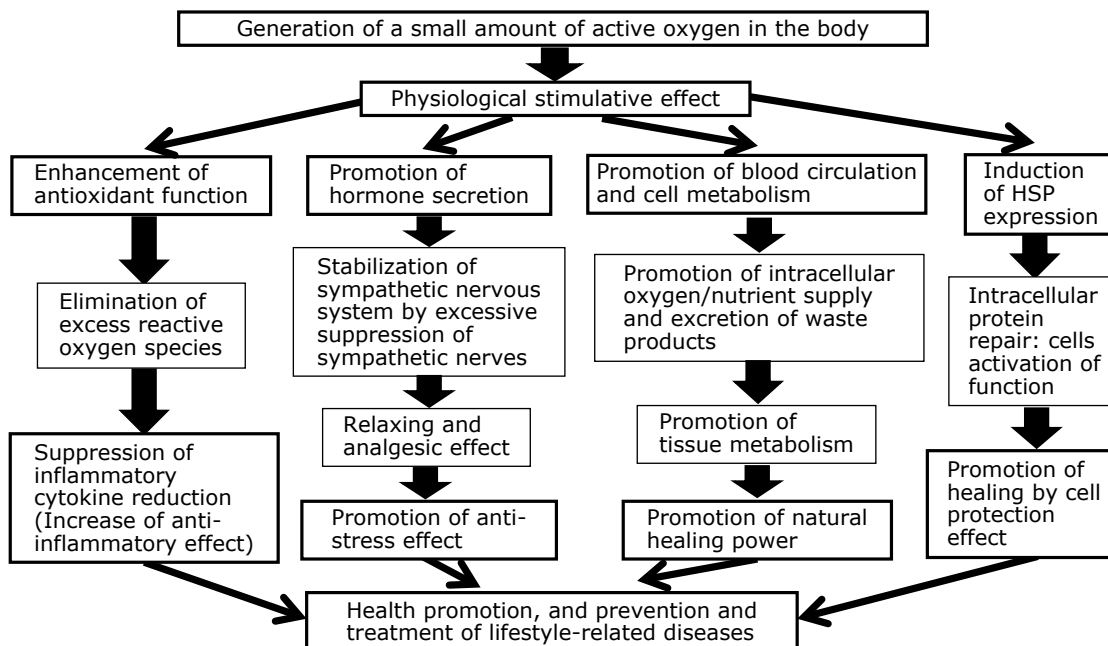 Generation of a small amount of active oxygen in the body
Physiological stimulative effect
Enhancement of
antioxidant function
Elimination of
excess reactive
oxygen species
Suppression of
inflammatory
cytokine reduction
(Increase of anti-
inflammatory effect)
Promotion of
hormone secretion
Stabilization of
sympathetic nervous
system by excessive
suppression of
sympathetic nerves
Relaxing and
analgesic effect
Promotion of anti-
stress effect
Promotion of blood circulation
and cell metabolism
Promotion of intracellular
oxygen/nutrient supply
and excretion of waste
products
Promotion of
tissue metabolism
Promotion of natural
healing power
Induction
of HSP
expression
Intracellular
protein
repair: cells
activation of
function
Promotion of
healing by cell
protection
effect
Health promotion, and prevention and
treatment of lifestyle-related diseases